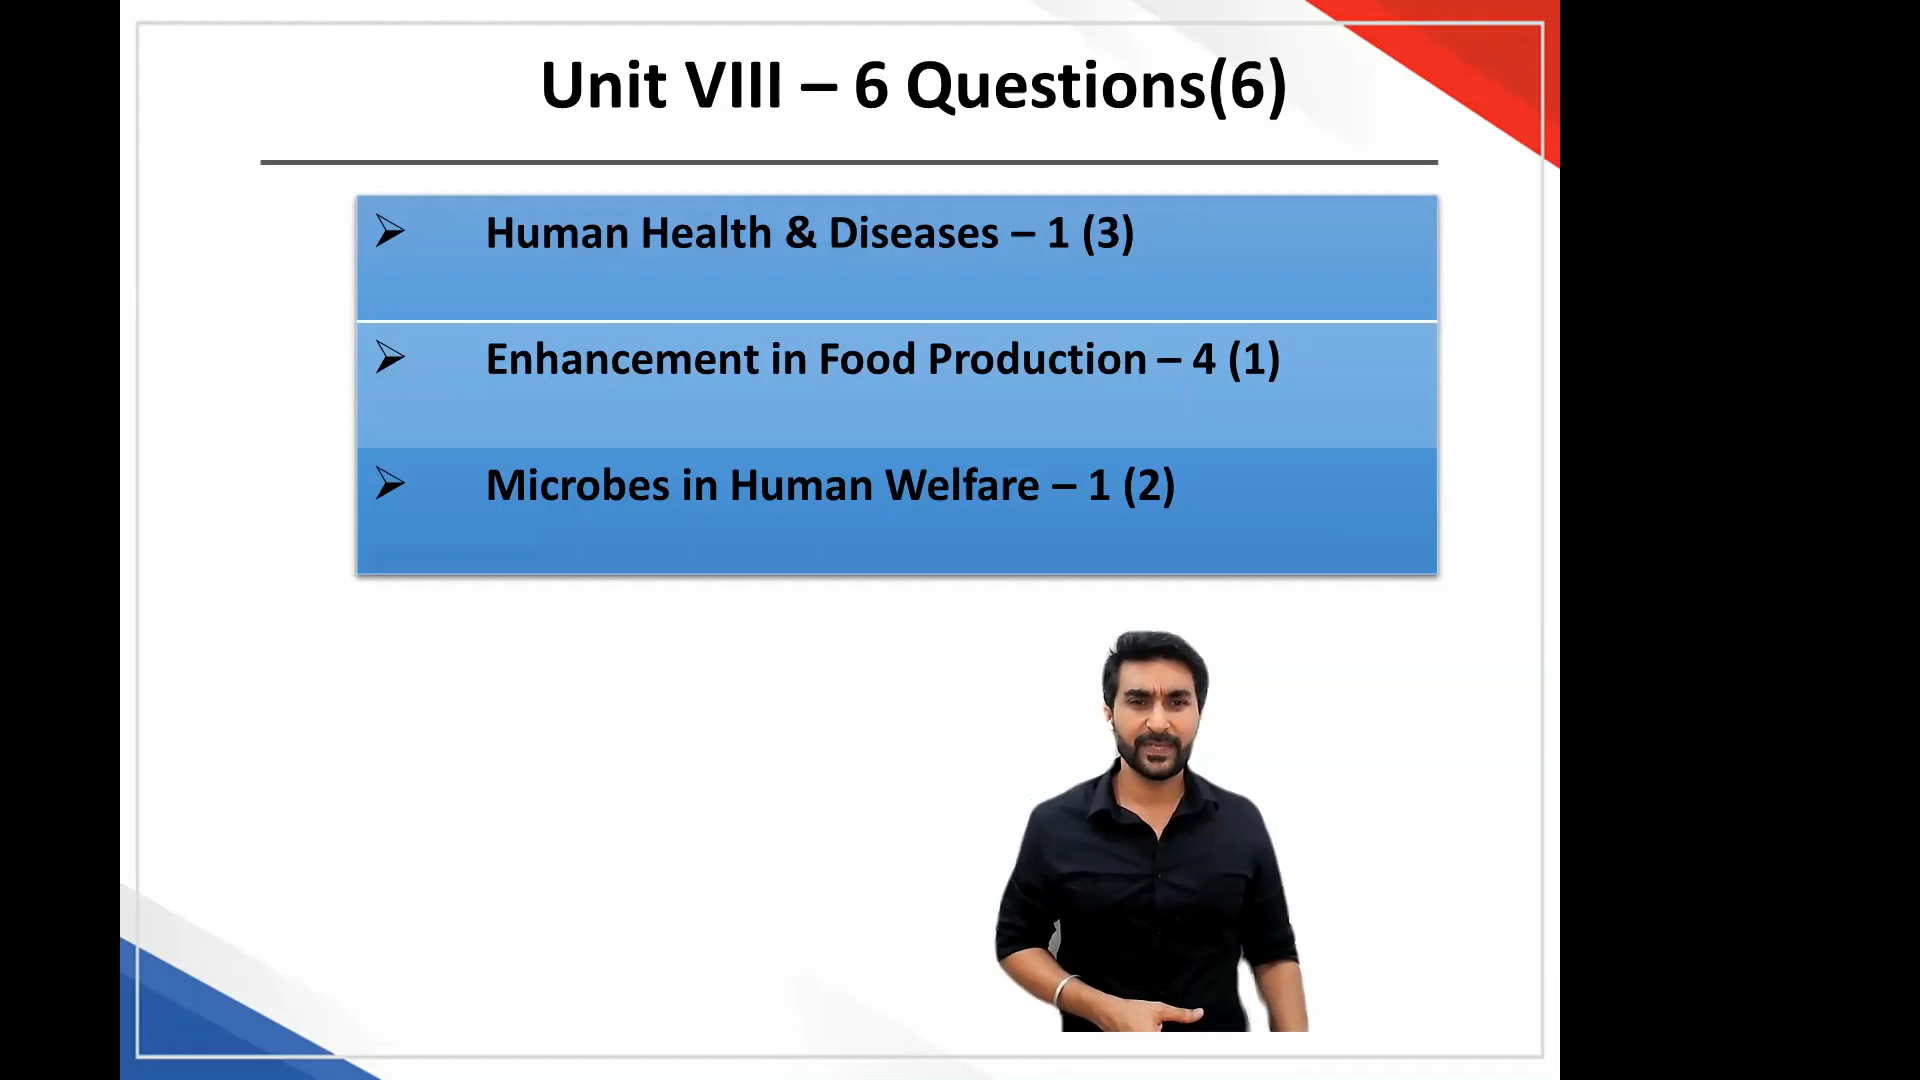 Unit VIII – 6 Questions(6)
➢ Human Health & Diseases – 1 (3)
➢ Enhancement in Food Production – 4 (1)
➢ Microbes in Human Welfare – 1 (2)